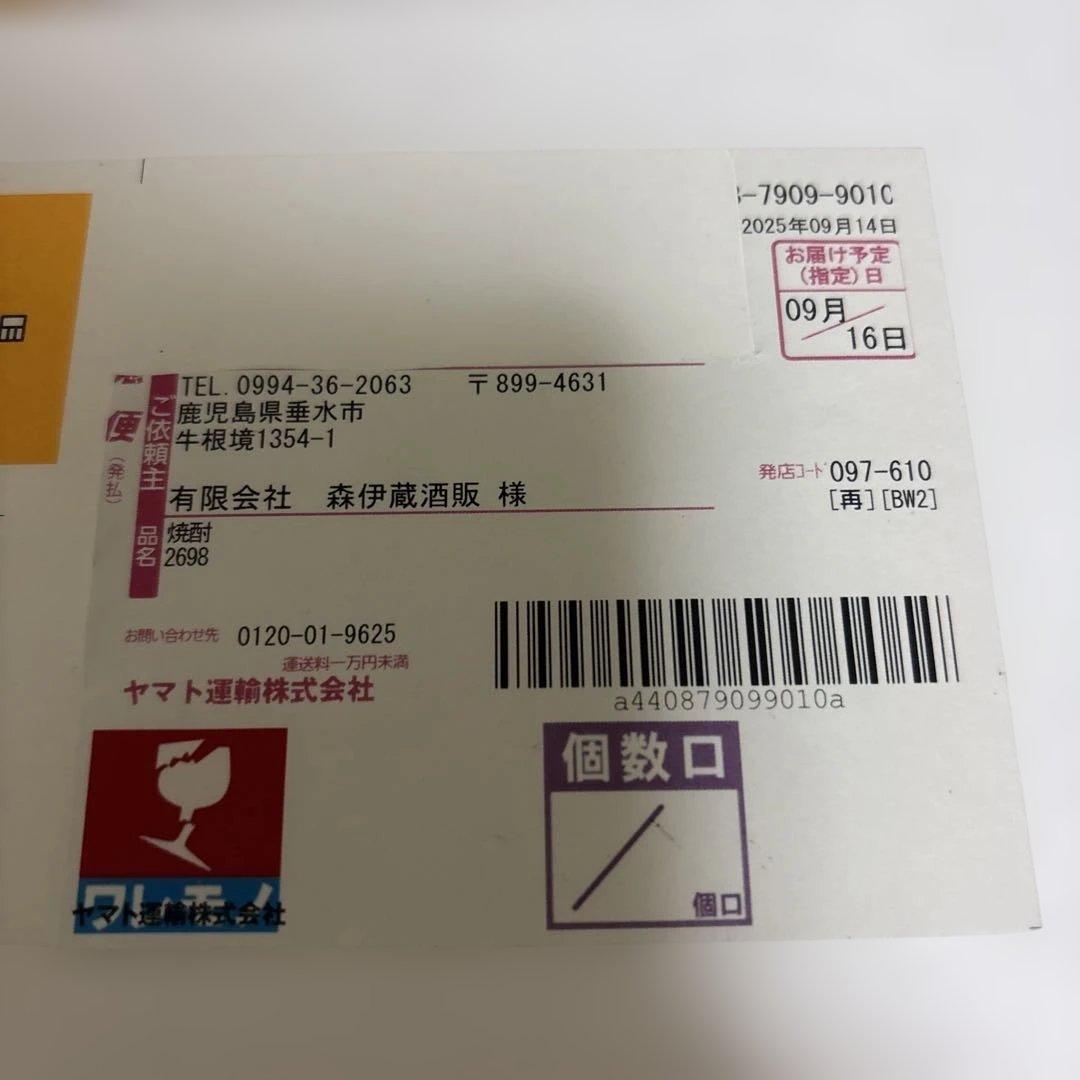 -7909-9010
2025年09月14日
お届け予定
(指定)日
09月
16日
便
(発払)
ご依頼主
TEL. 0994-36-2063 〒899-4631
鹿児島県垂水市
牛根境1354-1
有限会社 森伊蔵酒販 様
発店コード 097-610
[再][BW2]
品名
焼酎
2698
お問い合わせ先 0120-01-9625
運送料一万円未満
ヤマト運輸株式会社
a440879099010a
ワレモノ
ヤマト運輸株式会社
個数口
個口